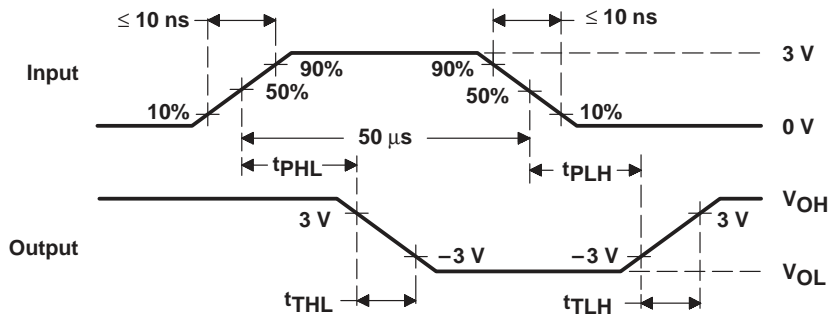 ≤ 10 ns
≤ 10 ns
3 V
Input
90%
90%
50%
50%
10%
10%
0 V
50 µs
tPHL
tPLH
VOH
3 V
3 V
Output
–3 V
–3 V
VOL
tTHL
tTLH